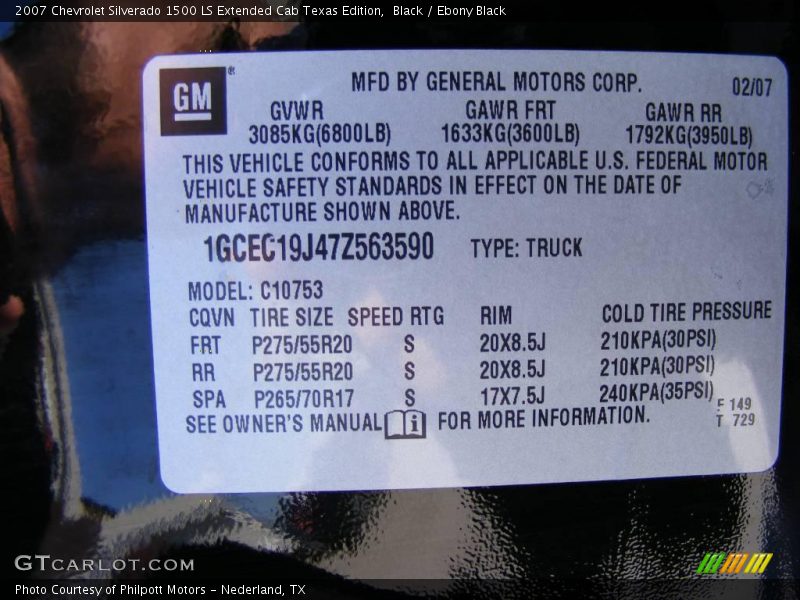 2007 Chevrolet Silverado 1500 LS Extended Cab Texas Edition,  Black / Ebony Black
GM ®
MFD BY GENERAL MOTORS CORP. 02/07
GVWR GAWR FRT GAWR RR
3085KG(6800LB) 1633KG(3600LB) 1792KG(3950LB)
THIS VEHICLE CONFORMS TO ALL APPLICABLE U.S. FEDERAL MOTOR
VEHICLE SAFETY STANDARDS IN EFFECT ON THE DATE OF
MANUFACTURE SHOWN ABOVE.
1GCEC19J47Z563590 TYPE: TRUCK
MODEL: C10753
CQVN TIRE SIZE SPEED RTG RIM COLD TIRE PRESSURE
FRT P275/55R20 S 20X8.5J 210KPA(30PSI)
RR P275/55R20 S 20X8.5J 210KPA(30PSI)
SPA P265/70R17 S 17X7.5J 240KPA(35PSI)
SEE OWNER'S MANUAL i FOR MORE INFORMATION.
F 149
T 729
GTCARLOT.COM
Photo Courtesy of Philpott Motors – Nederland, TX